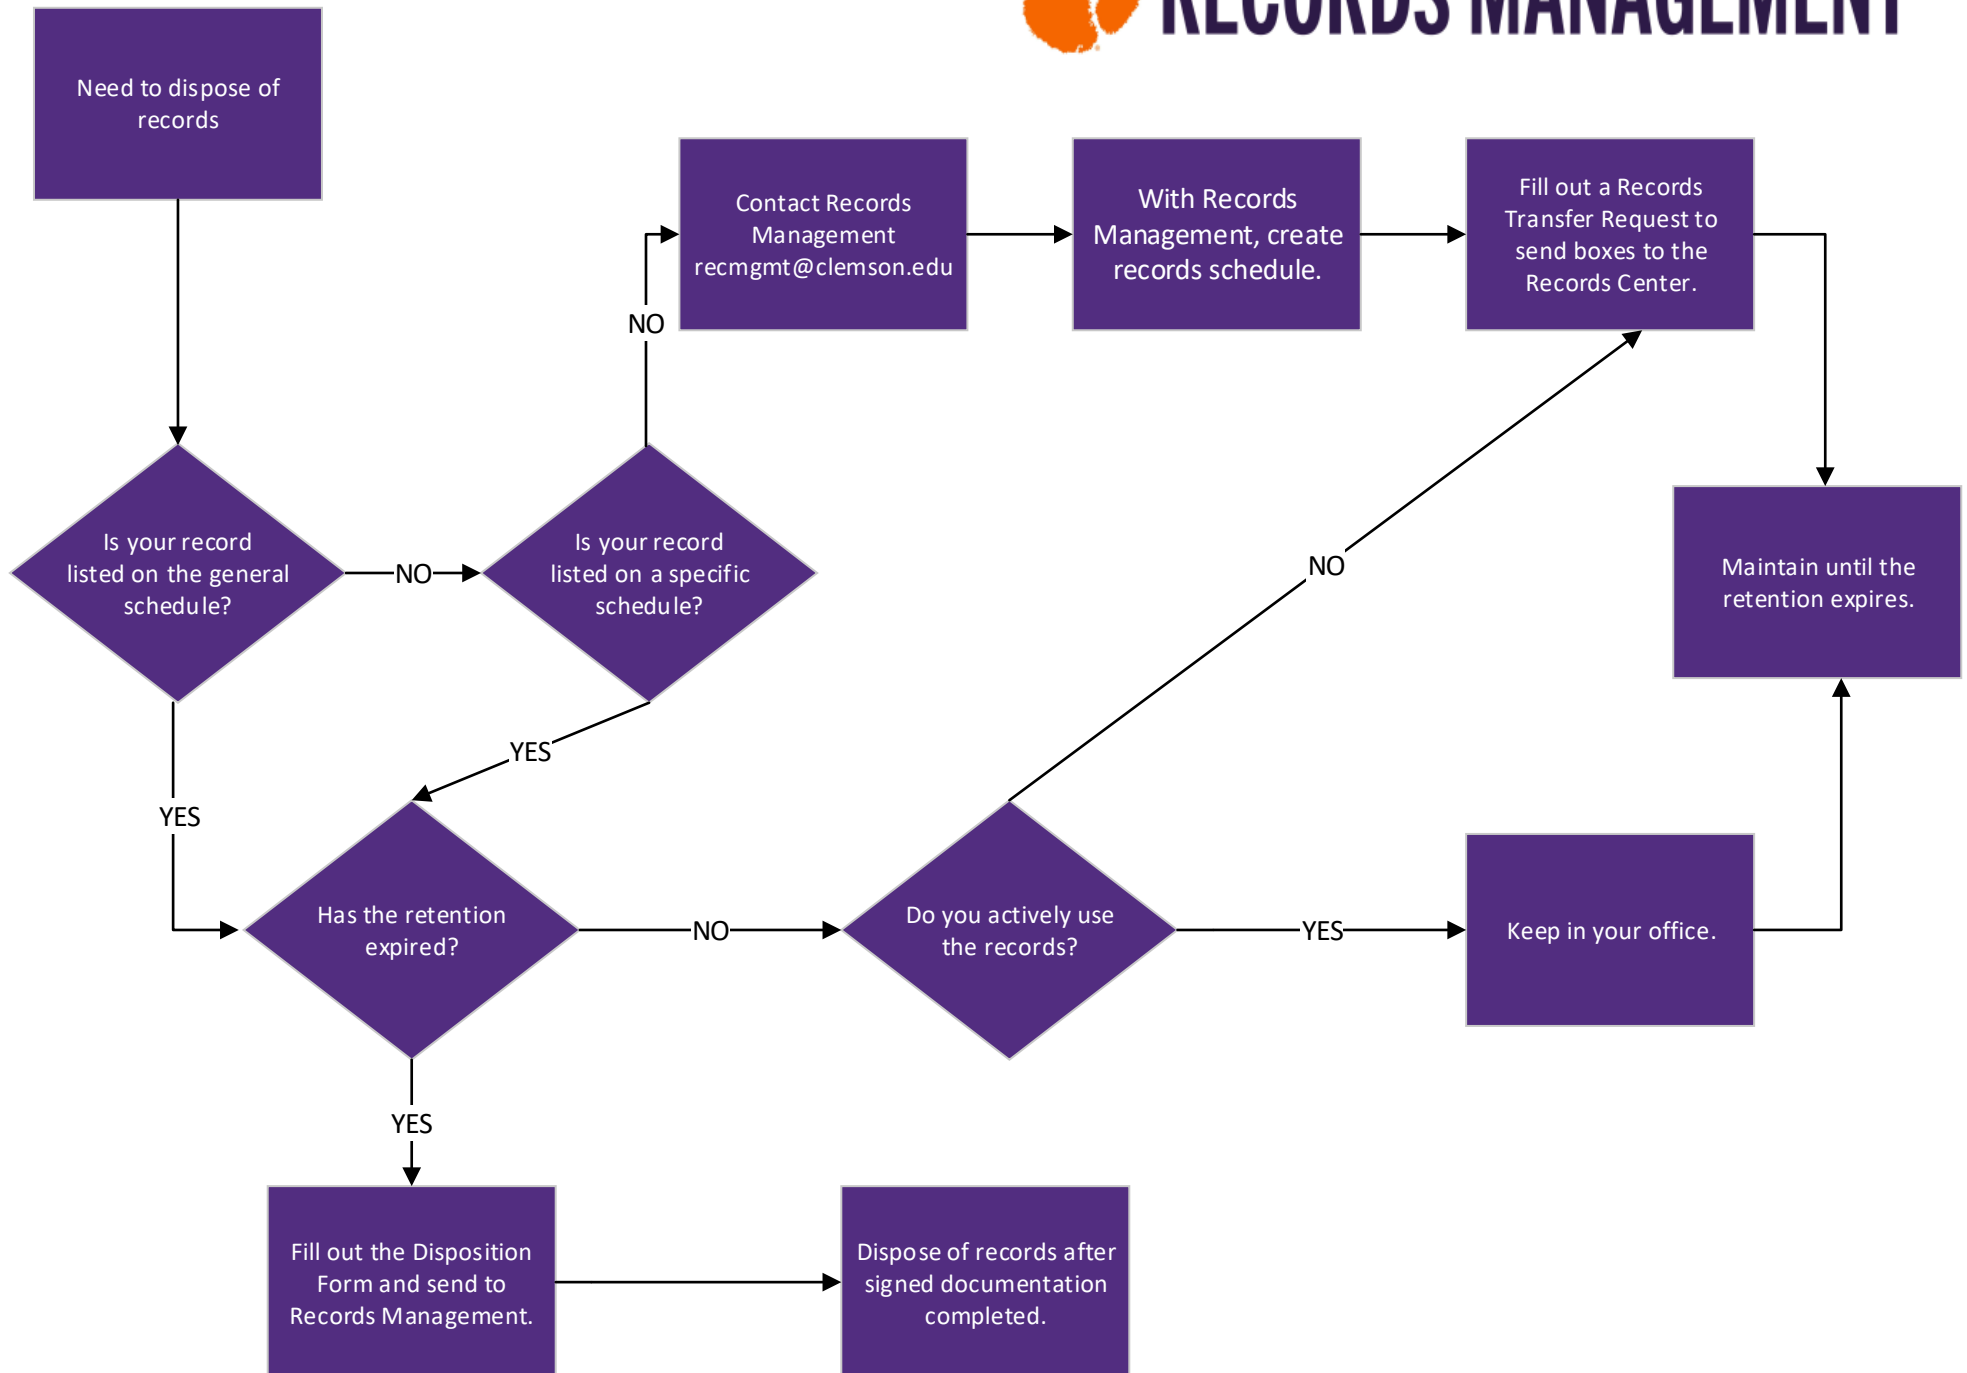 RECORDS MANAGEMENT
Need to dispose of
records
Contact Records
Management
recmgmt@clemson.edu
With Records
Management, create
records schedule.
Fill out a Records
Transfer Request to
send boxes to the
Records Center.
NO
Is your record
listed on the general
schedule?
NO
Is your record
listed on a specific
schedule?
NO
Maintain until the
retention expires.
YES
YES
Has the retention
expired?
NO
Do you actively use
the records?
YES
Keep in your office.
YES
Fill out the Disposition
Form and send to
Records Management.
Dispose of records after
signed documentation
completed.